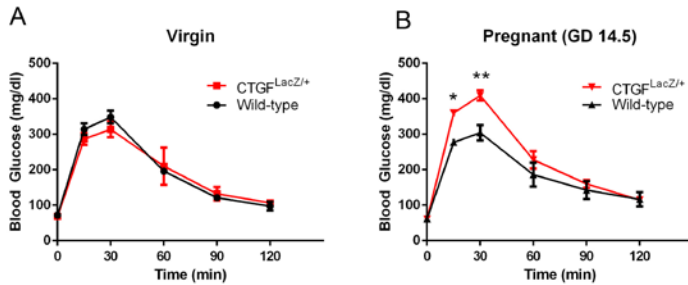 A
Virgin
500
400
300
200
100
0
Blood Glucose (mg/dl)
CTGF^LacZ/+
Wild-type
0 30 60 90 120
Time (min)
B
Pregnant (GD 14.5)
500
400
300
200
100
0
Blood Glucose (mg/dl)
* **
CTGF^LacZ/+
Wild-type
0 30 60 90 120
Time (min)